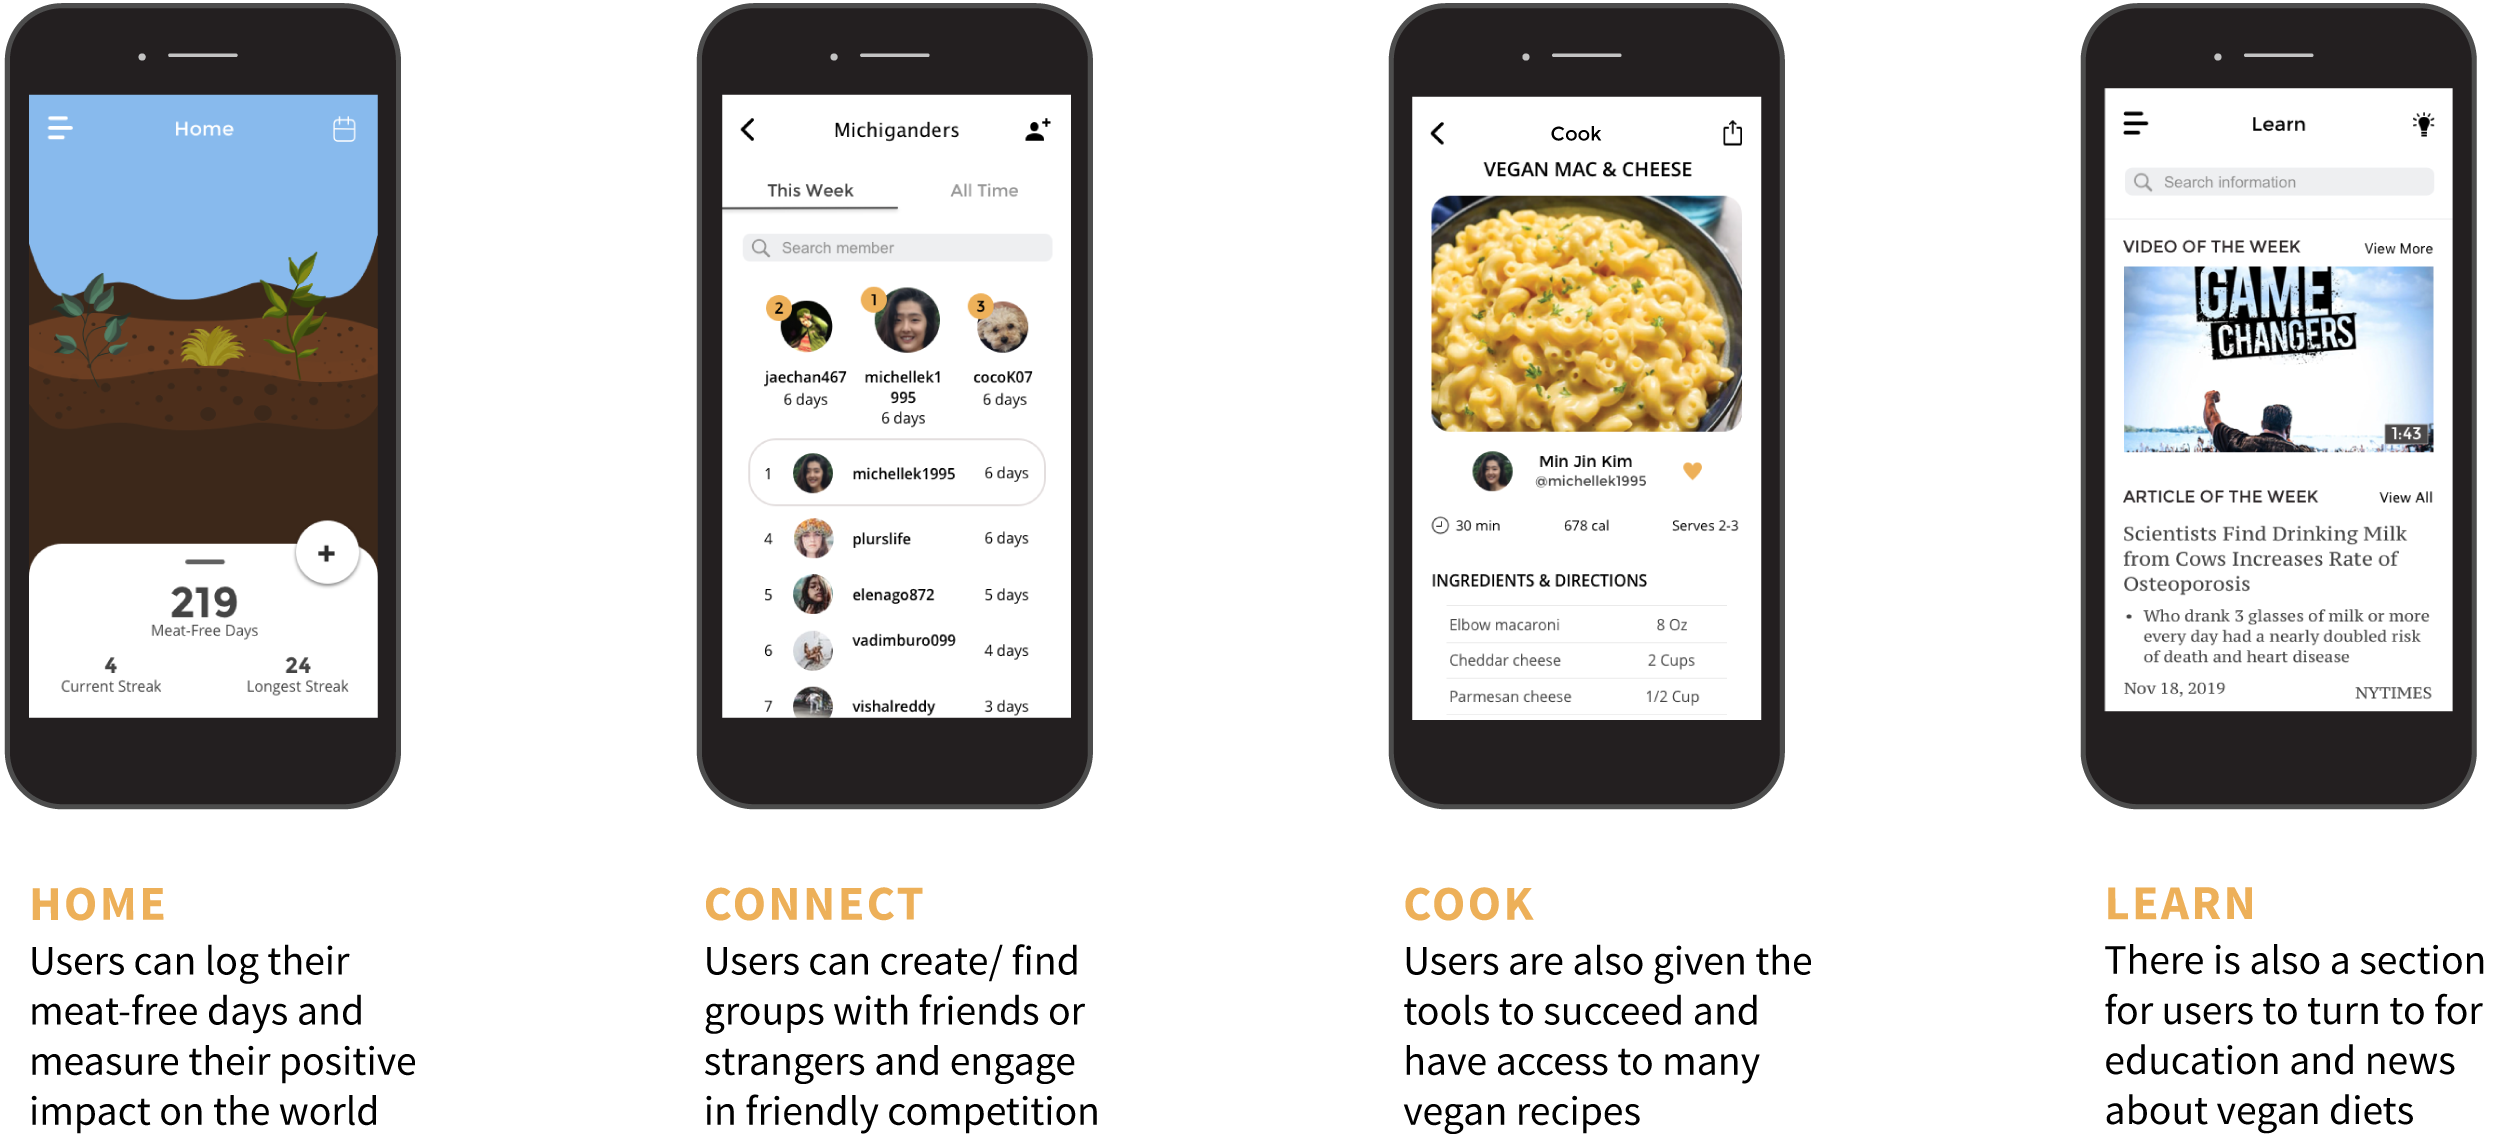 Home
219
Meat-Free Days
4
24
Current Streak
Longest Streak
+
Michiganders
This Week
All Time
Search member
2
1
3
jaechan467
6 days
michellek1
995
6 days
cocoK07
6 days
1 michellek1995 6 days
4 plurslife 6 days
5 elenago872 5 days
6 vadimburo099 4 days
7 vishalreddy 3 days
Cook
VEGAN MAC & CHEESE
Min Jin Kim
@michellek1995
30 min 678 cal Serves 2-3
INGREDIENTS & DIRECTIONS
Elbow macaroni 8 Oz
Cheddar cheese 2 Cups
Parmesan cheese 1/2 Cup
Learn
Search information
VIDEO OF THE WEEK View More
GAME
CHANGERS
1:43
ARTICLE OF THE WEEK View All
Scientists Find Drinking Milk
from Cows Increases Rate of
Osteoporosis
• Who drank 3 glasses of milk or more
every day had a nearly doubled risk
of death and heart disease
Nov 18, 2019 NYTIMES
HOME
Users can log their
meat-free days and
measure their positive
impact on the world
CONNECT
Users can create/ find
groups with friends or
strangers and engage
in friendly competition
COOK
Users are also given the
tools to succeed and
have access to many
vegan recipes
LEARN
There is also a section
for users to turn to for
education and news
about vegan diets